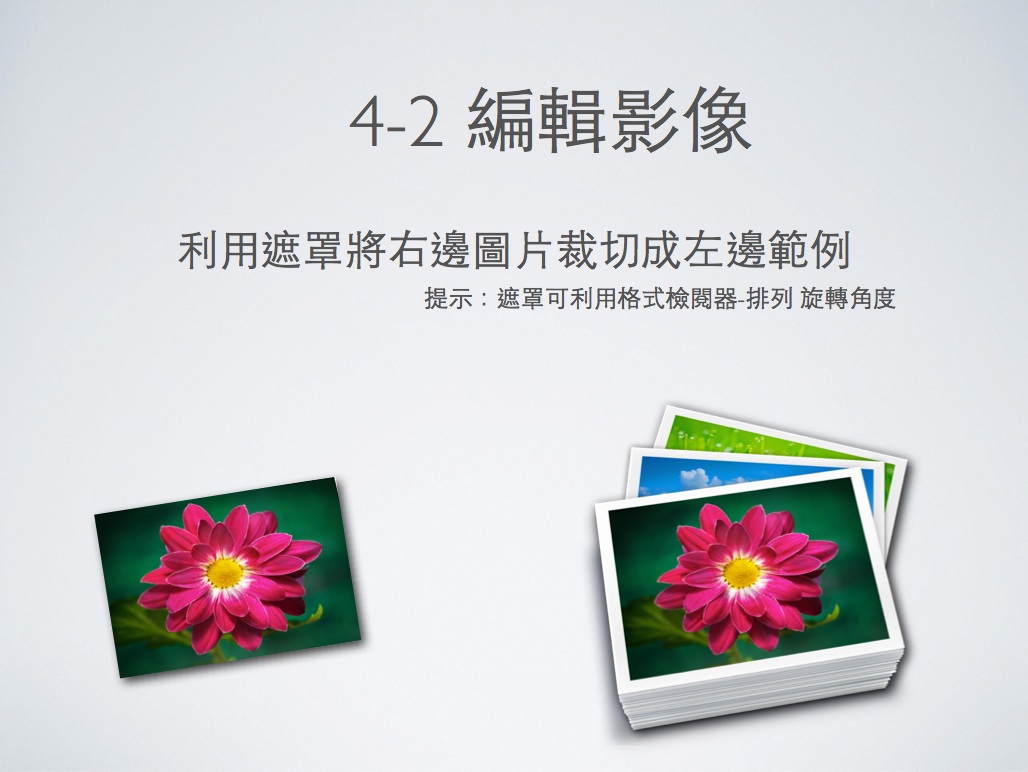 4-2 編輯影像
利用遮罩將右邊圖片裁切成左邊範例
提示：遮罩可利用格式檢閱器-排列 旋轉角度